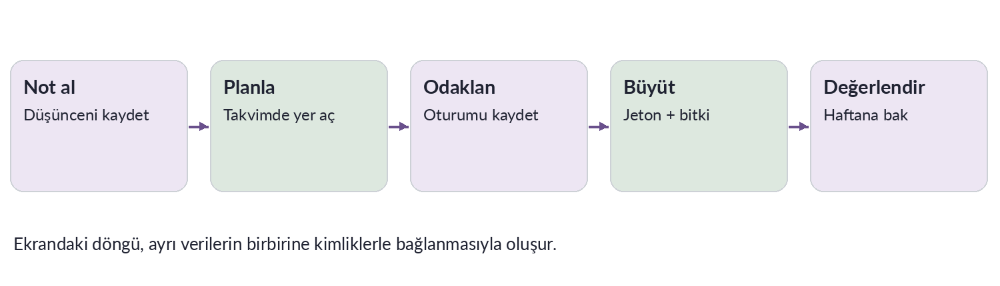 Not al
Düşünceni kaydet
Planla
Takvimde yer aç
Odaklan
Oturumu kaydet
Büyüt
Jeton + bitki
Değerlendir
Haftana bak
Ekrandaki döngü, ayrı verilerin birbirine kimliklerle bağlanmasıyla oluşur.